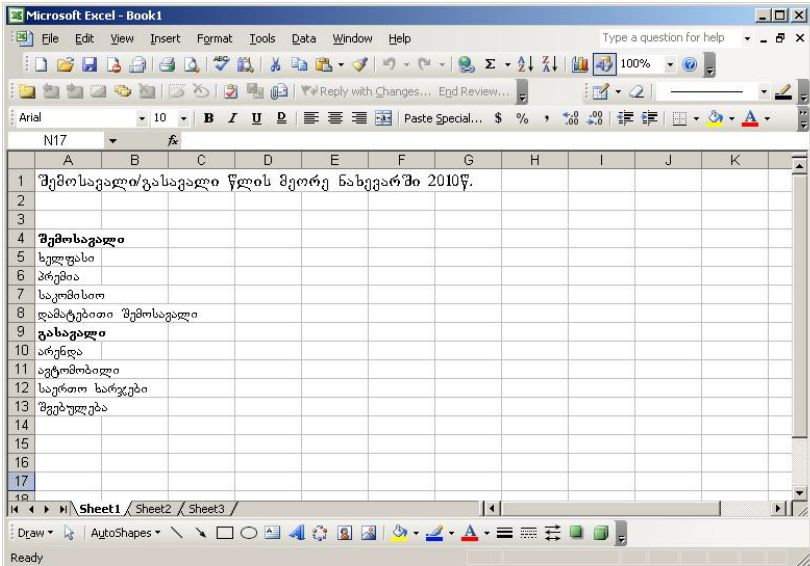 Microsoft Excel - Book1
File Edit View Insert Format Tools Data Window Help Type a question for help
100%
Reply with Changes... End Review...
Arial 10 B I U D Paste Special... $ % ,
N17 fx
A B C D E F G H I J K
1 შემოსავალი/გასავალი წლის მეორე ნახევარში 2010წ.
2
3
4 შემოსავალი
5 ხელფასი
6 პრემია
7 საკომისიო
8 დამატებითი შემოსავალი
9 გასავალი
10 არენდა
11 ავტომობილი
12 საერთო ხარჯები
13 შვებულება
14
15
16
17
18
Sheet1 Sheet2 Sheet3
Draw AutoShapes
Ready